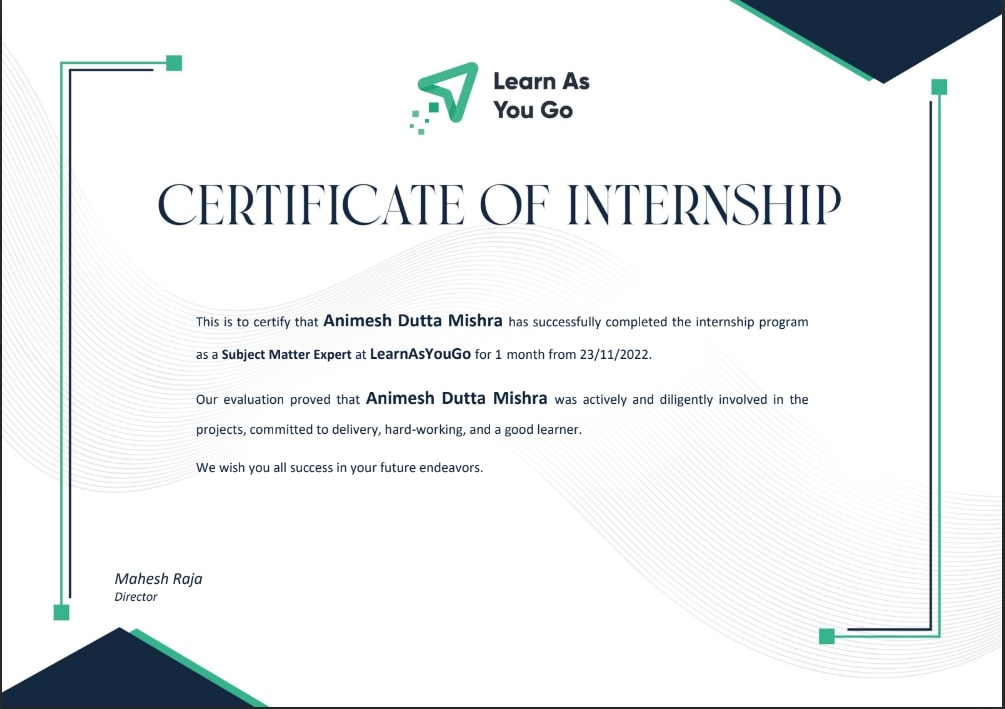 Learn As
You Go
CERTIFICATE OF INTERNSHIP
This is to certify that Animesh Dutta Mishra has successfully completed the internship program
as a Subject Matter Expert at LearnAsYouGo for 1 month from 23/11/2022.
Our evaluation proved that Animesh Dutta Mishra was actively and diligently involved in the
projects, committed to delivery, hard-working, and a good learner.
We wish you all success in your future endeavors.
Mahesh Raja
Director